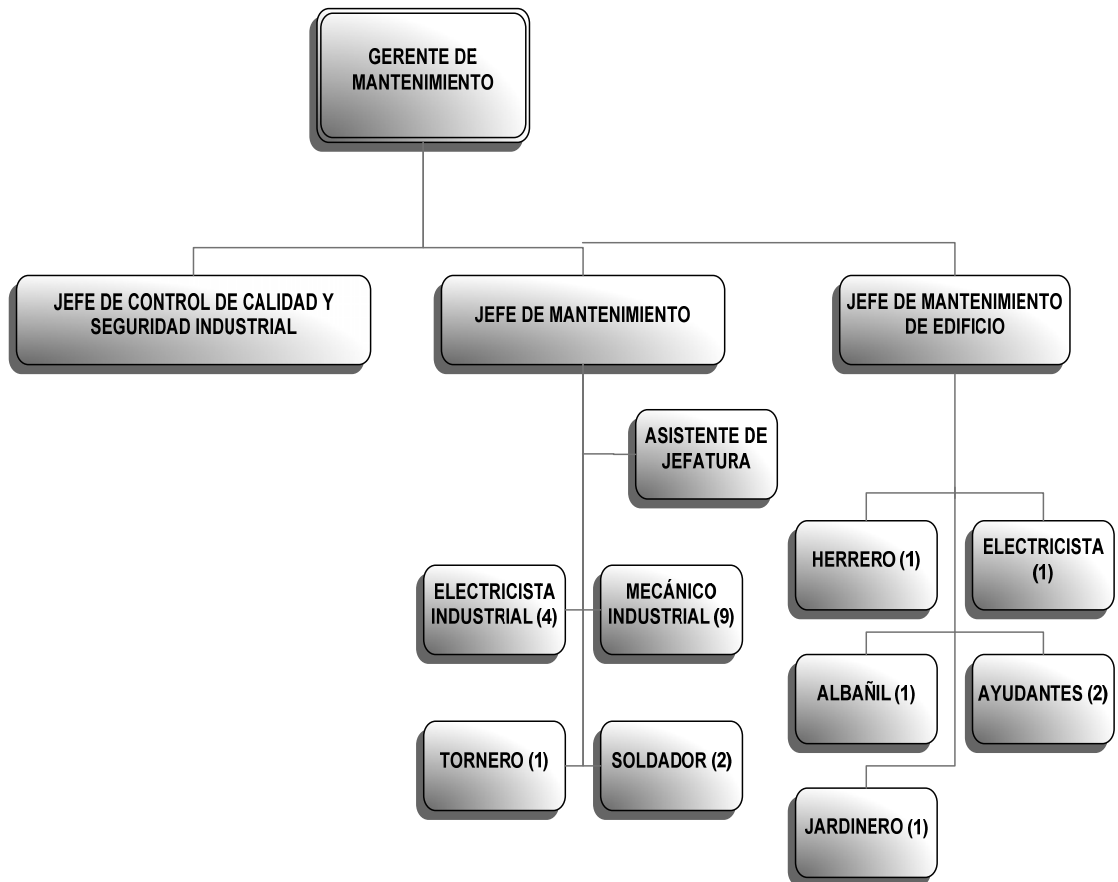 GERENTE DE
MANTENIMIENTO
JEFE DE CONTROL DE CALIDAD Y
SEGURIDAD INDUSTRIAL
JEFE DE MANTENIMIENTO
JEFE DE MANTENIMIENTO
DE EDIFICIO
ASISTENTE DE
JEFATURA
ELECTRICISTA
INDUSTRIAL (4)
MECÁNICO
INDUSTRIAL (9)
TORNERO (1)
SOLDADOR (2)
HERRERO (1)
ELECTRICISTA
(1)
ALBAÑIL (1)
AYUDANTES (2)
JARDINERO (1)